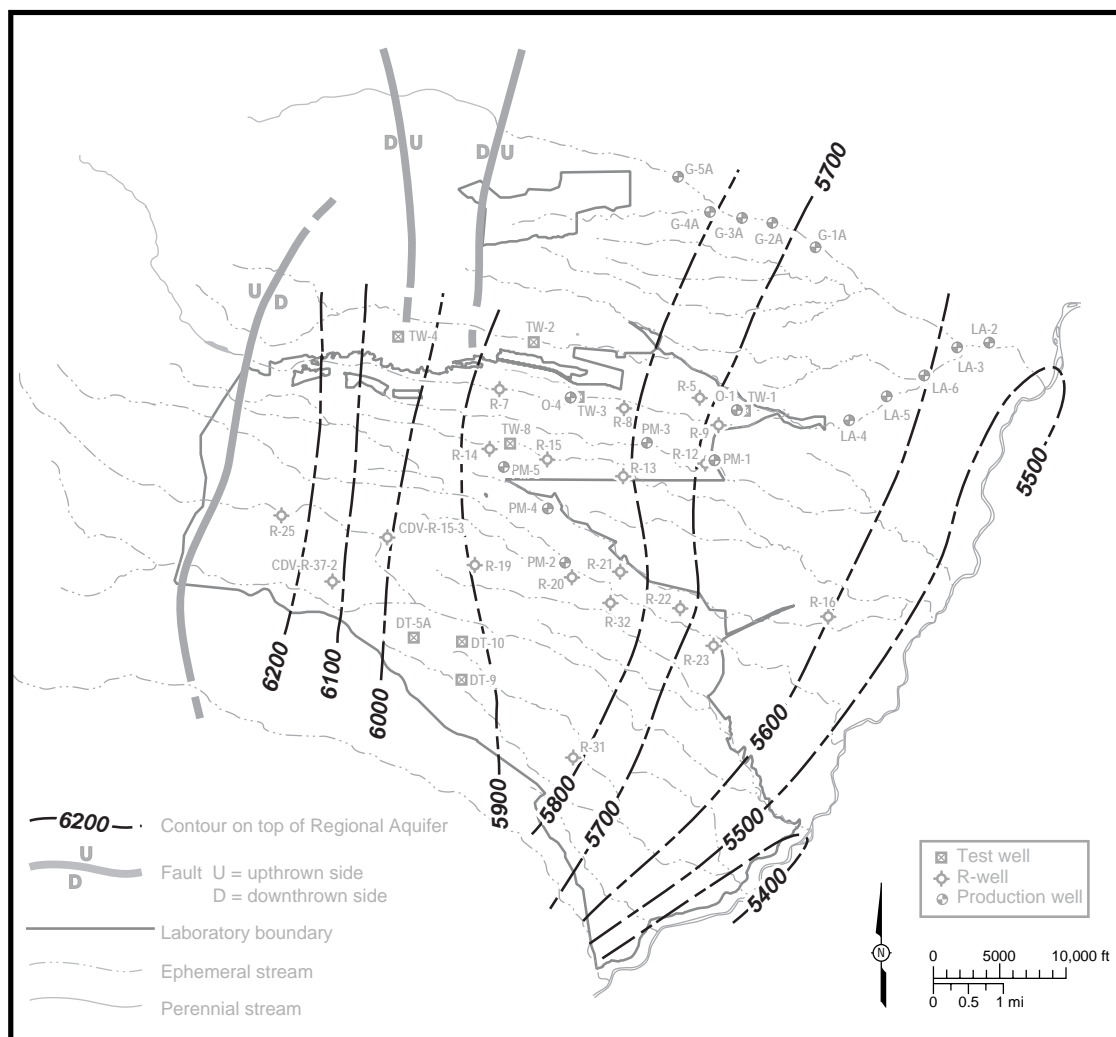 D U
D U
5700
G-5A
G-4A
G-3A
G-2A
G-1A
U
D
TW-4
TW-2
LA-2
LA-3
LA-6
LA-5
LA-4
R-7
O-4
TW-3
R-8
R-5
O-1
TW-1
R-9
PM-3
TW-8
R-14
R-15
PM-5
R-13
R-12
PM-1
5500
PM-4
R-25
CDV-R-15-3
CDV-R-37-2
R-19
PM-2
R-20
R-21
R-32
R-22
R-16
R-23
DT-5A
DT-10
DT-9
6200
6100
6000
5900
R-31
5800
5700
5600
5500
5400
6200
Contour on top of Regional Aquifer
U
D
Fault U = upthrown side
D = downthrown side
Laboratory boundary
Ephemeral stream
Perennial stream
Test well
R-well
Production well
N
0 5000 10,000 ft
0 0.5 1 mi